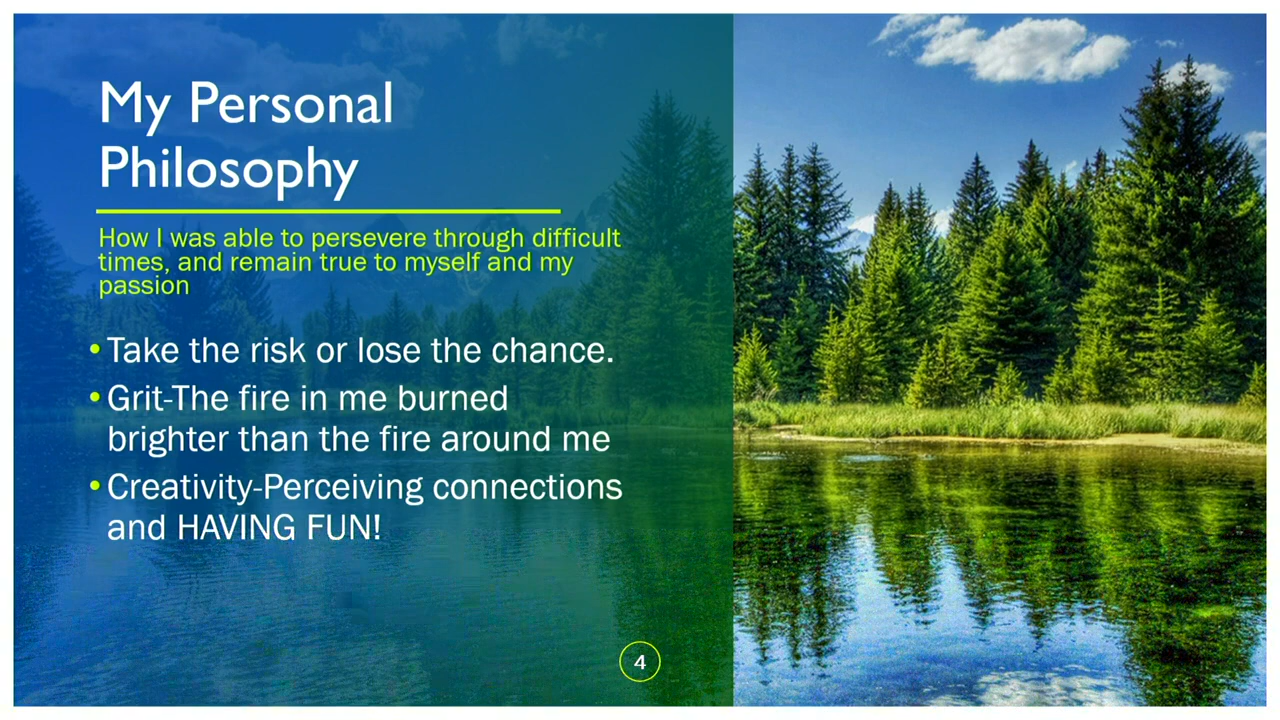 My Personal
Philosophy
How I was able to persevere through difficult
times, and remain true to myself and my
passion
•Take the risk or lose the chance.
•Grit-The fire in me burned
brighter than the fire around me
•Creativity-Perceiving connections
and HAVING FUN!
4